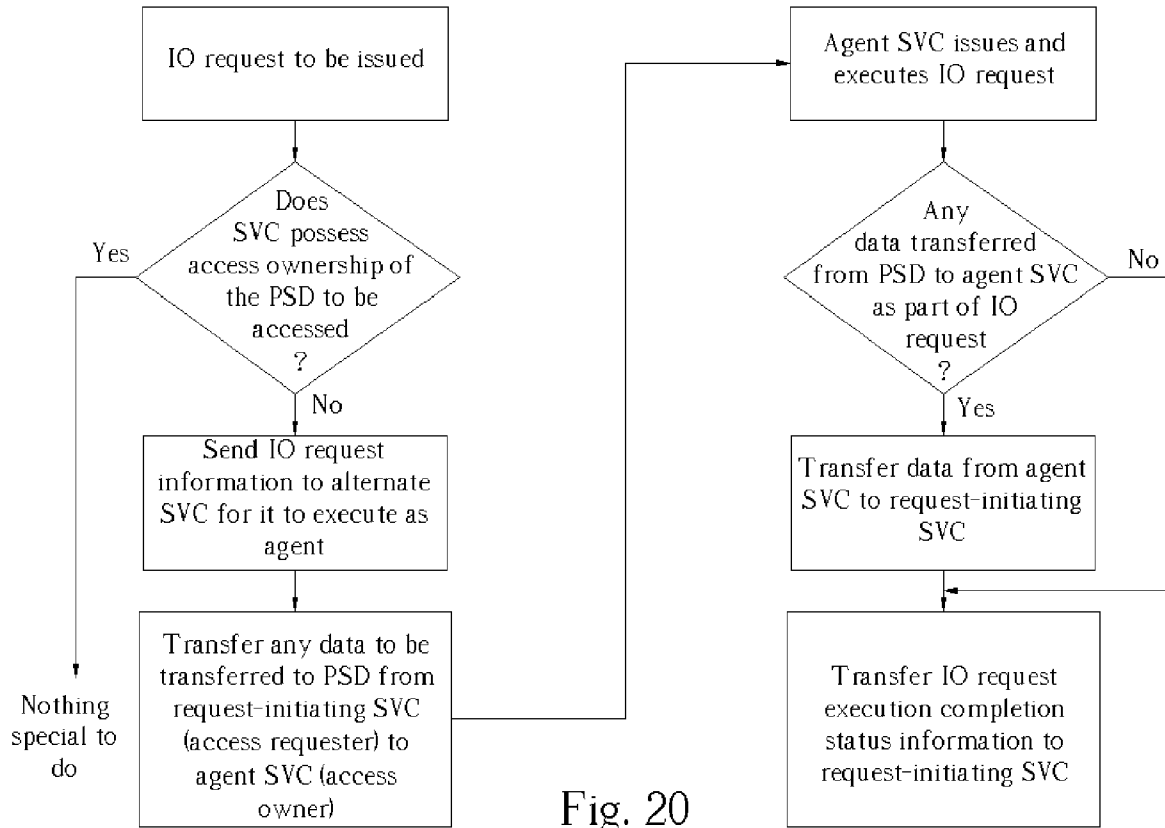 IO request to be issued
Does
SVC possess
access ownership of
the PSD to be
accessed
?
Yes
No
Nothing
special to
do
Send IO request
information to alternate
SVC for it to execute as
agent
Transfer any data to be
transferred to PSD from
request-initiating SVC
(access requester) to
agent SVC (access
owner)
Agent SVC issues and
executes IO request
Any
data transferred
from PSD to agent SVC
as part of IO
request
?
No
Yes
Transfer data from agent
SVC to request-initiating
SVC
Transfer IO request
execution completion
status information to
request-initiating SVC
Fig. 20